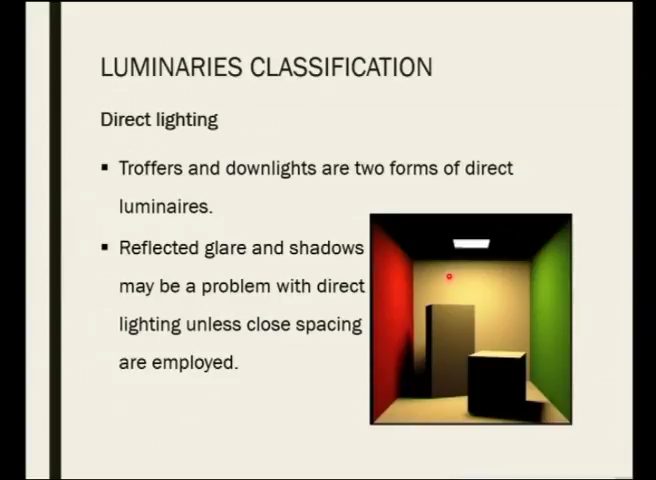 LUMINARIES CLASSIFICATION
Direct lighting
▪ Troffers and downlights are two forms of direct
luminaires.
▪ Reflected glare and shadows
may be a problem with direct
lighting unless close spacing
are employed.